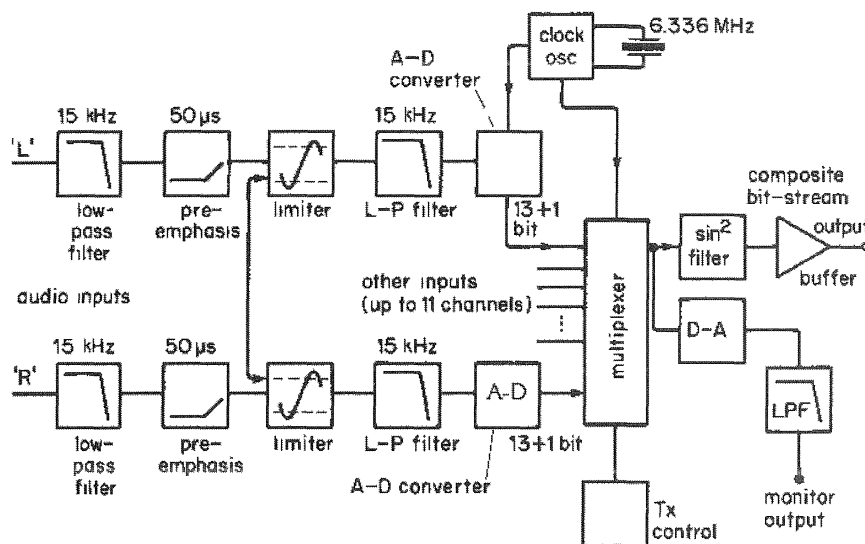 6.336 MHz
clock
osc
A-D
converter
15 kHz
50 µs
15 kHz
'L'
low-
pass
filter
pre-
emphasis
limiter
L-P filter
13+1
bit
composite
bit-stream
output
sin²
filter
buffer
audio inputs
other inputs
(up to 11 channels)
multiplexer
D-A
15 kHz
50 µs
15 kHz
'R'
A-D
LPF
low-
pass
filter
pre-
emphasis
limiter
L-P filter
13+1 bit
A-D converter
monitor
output
Tx
control